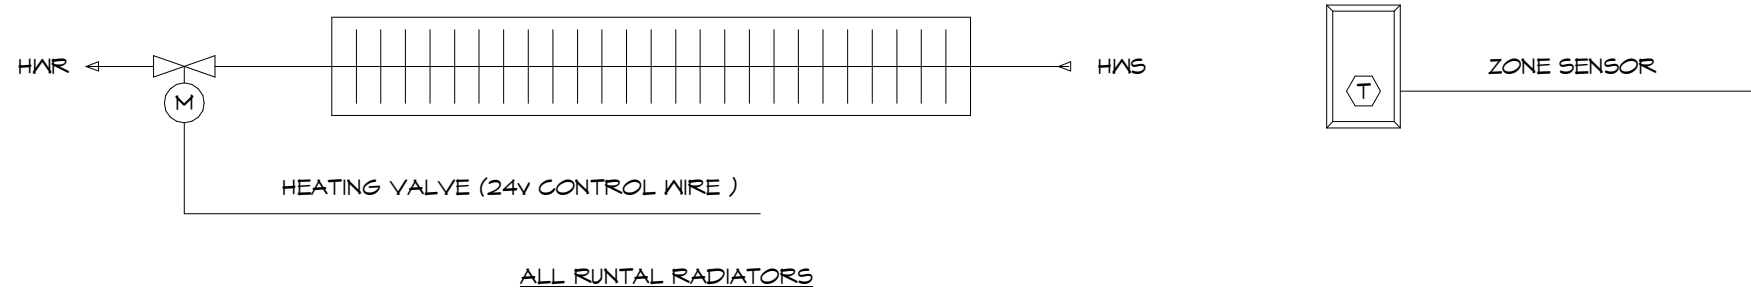 HWR
M
HWS
T
ZONE SENSOR
HEATING VALVE (24V CONTROL WIRE )
ALL RUNTAL RADIATORS